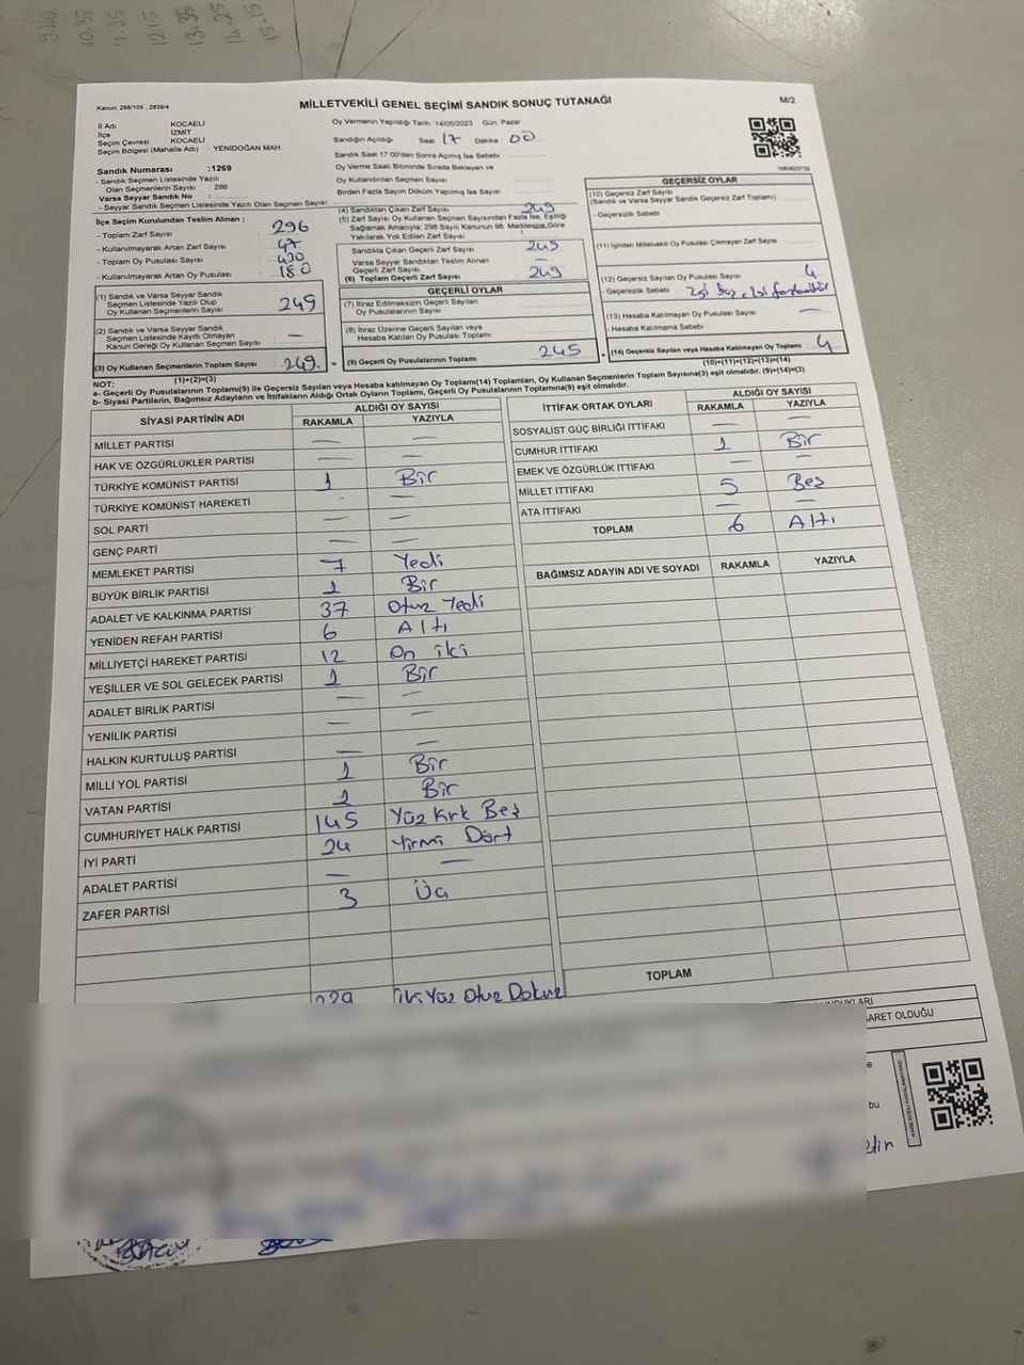 Kanun: 298/105 , 2839/4
MİLLETVEKİLİ GENEL SEÇİMİ SANDIK SONUÇ TUTANAĞI
M/2
İl Adı KOCAELİ
İlçe İZMİT
Seçim Çevresi KOCAELİ
Seçim Bölgesi (Mahalle Adı) YENİDOĞAN MAH.
Sandık Numarası :1269
- Sandık Seçmen Listesinde Yazılı
Olan Seçmenlerin Sayısı : 286
Varsa Seyyar Sandık No :
- Seyyar Sandık Seçmen Listesinde Yazılı Olan Seçmen Sayısı:
Oy Vermenin Yapıldığı Tarih 14/05/2023 Gün Pazar
Sandığın Açıldığı Saat 17 Dakika 00
Sandık Saat 17:00'den Sonra Açılmış İse Sebebi
Oy Verme Saati Bitiminde Sırada Bekleyen ve
Oy Kullandırılan Seçmen Sayısı
Birden Fazla Sayım Döküm Yapılmış İse Sayısı
İlçe Seçim Kurulundan Teslim Alınan ;
- Toplam Zarf Sayısı 296
- Kullanılmayarak Artan Zarf Sayısı 47
- Toplam Oy Pusulası Sayısı 430
- Kullanılmayarak Artan Oy Pusulası 180
(4) Sandıktan Çıkan Zarf Sayısı 249
(5) Zarf Sayısı Oy Kullanan Seçmen Sayısından Fazla İse, Eşitliği
Sağlamak Amacıyla; 298 Sayılı Kanunun 98. Maddesine Göre
Yakılarak Yok Edilen Zarf Sayısı
Sandıkta Çıkan Geçerli Zarf Sayısı 249
Varsa Seyyar Sandıktan Teslim Alınan
Geçerli Zarf Sayısı —
(6) Toplam Geçerli Zarf Sayısı 249
GEÇERSİZ OYLAR
(10) Geçersiz Zarf Sayısı
(Sandık ve Varsa Seyyar Sandık Geçersiz Zarf Toplamı)
- Geçersizlik Sebebi
(11) İçinden Milletvekili Oy Pusulası Çıkmayan Zarf Sayısı
(12) Geçersiz Sayılan Oy Pusulası Sayısı 4
- Geçersizlik Sebebi
(13) Hesaba Katılmayan Oy Pusulası Sayısı —
- Hesaba Katılmama Sebebi
(14) Geçersiz Sayılan veya Hesaba Katılmayan Oy Toplamı 4
(10)+(11)+(12)+(13)=(14)
(1) Sandık ve Varsa Seyyar Sandık
Seçmen Listesinde Yazılı Olup
Oy Kullanan Seçmenlerin Sayısı 249
(2) Sandık ve Varsa Seyyar Sandık
Seçmen Listesinde Kayıtlı Olmayan
Kanun Gereği Oy Kullanan Seçmen Sayısı —
(3) Oy Kullanan Seçmenlerin Toplam Sayısı 249.
(1)+(2)=(3)
GEÇERLİ OYLAR
(7) İtiraz Edilmeksizin Geçerli Sayılan
Oy Pusulasının Sayısı
(8) İtiraz Üzerine Geçerli Sayılan veya
Hesaba Katılan Oy Pusulası Toplamı
(9) Geçerli Oy Pusulalarının Toplamı 245
NOT:
a- Geçerli Oy Pusulalarının Toplamı(9) ile Geçersiz Sayılan veya Hesaba katılmayan Oy Toplamı(14) Toplamları, Oy Kullanan Seçmenlerin Toplam Sayısına(3) eşit olmalıdır. (9)+(14)=(3)
b- Siyasi Partilerin, Bağımsız Adayların ve İttifakların Aldığı Ortak Oyların Toplamı, Geçerli Oy Pusulalarının Toplamına(9) eşit olmalıdır.
SİYASİ PARTİNİN ADI
ALDIĞI OY SAYISI
RAKAMLA YAZIYLA
MİLLET PARTİSİ — —
HAK VE ÖZGÜRLÜKLER PARTİSİ — —
TÜRKİYE KOMÜNİST PARTİSİ 1 Bir
TÜRKİYE KOMÜNİST HAREKETİ - —
SOL PARTİ — —
GENÇ PARTİ — —
MEMLEKET PARTİSİ 7 Yedi
BÜYÜK BİRLİK PARTİSİ 1 Bir
ADALET VE KALKINMA PARTİSİ 37 Otuz Yedi
YENİDEN REFAH PARTİSİ 6 Altı
MİLLİYETÇİ HAREKET PARTİSİ 12 On iki
YEŞİLLER VE SOL GELECEK PARTİSİ 1 Bir
ADALET BİRLİK PARTİSİ — —
YENİLİK PARTİSİ — —
HALKIN KURTULUŞ PARTİSİ — —
MİLLİ YOL PARTİSİ 1 Bir
VATAN PARTİSİ 1 Bir
CUMHURİYET HALK PARTİSİ 145 Yüz kırk Beş
İYİ PARTİ 24 Yirmi Dört
ADALET PARTİSİ — —
ZAFER PARTİSİ 3 Üç
239 İki Yüz Otuz Dokuz
İTTİFAK ORTAK OYLARI
ALDIĞI OY SAYISI
RAKAMLA YAZIYLA
SOSYALİST GÜÇ BİRLİĞİ İTTİFAKI — —
CUMHUR İTTİFAKI 1 Bir
EMEK VE ÖZGÜRLÜK İTTİFAKI — —
MİLLET İTTİFAKI 5 Beş
ATA İTTİFAKI — —
TOPLAM 6 Altı
BAĞIMSIZ ADAYIN ADI VE SOYADI RAKAMLA YAZIYLA
TOPLAM
ARET OLDUĞU
bu